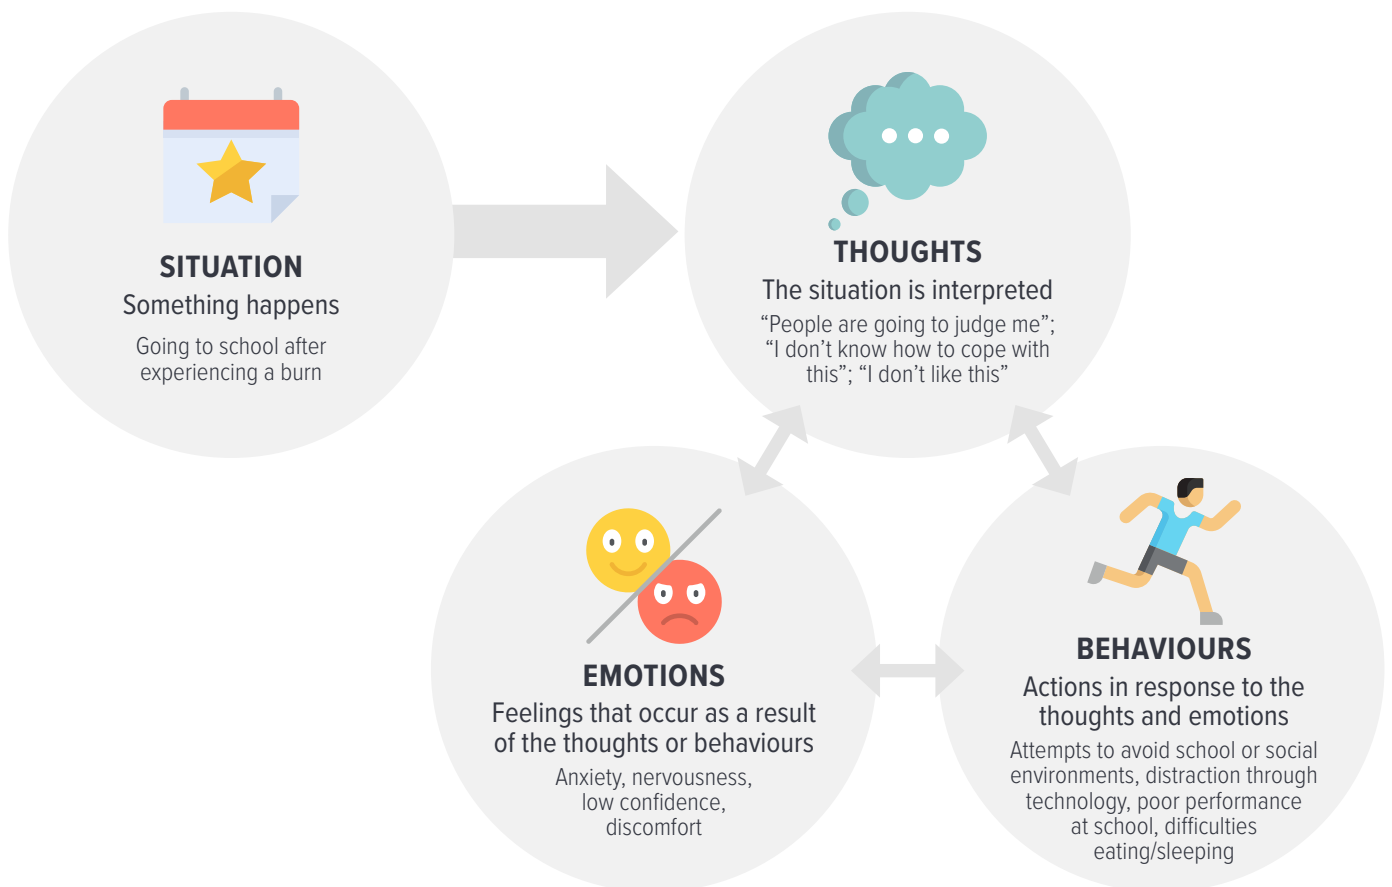 SITUATION
Something happens
Going to school after
experiencing a burn
THOUGHTS
The situation is interpreted
“People are going to judge me”;
“I don’t know how to cope with
this”; “I don’t like this”
EMOTIONS
Feelings that occur as a result
of the thoughts or behaviours
Anxiety, nervousness,
low confidence,
discomfort
BEHAVIOURS
Actions in response to the
thoughts and emotions
Attempts to avoid school or social
environments, distraction through
technology, poor performance
at school, difficulties
eating/sleeping